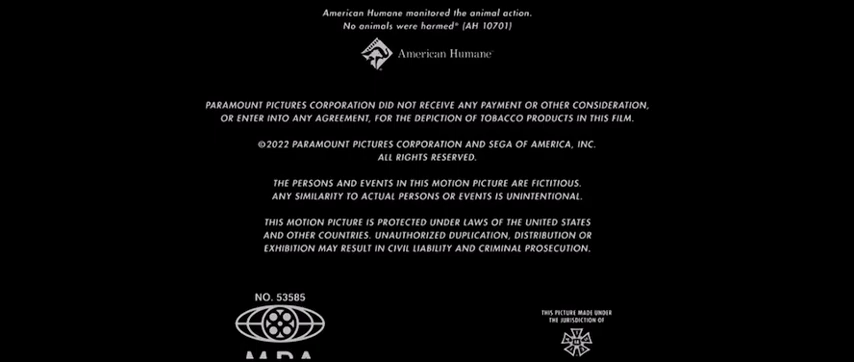 American Humane monitored the animal action.
No animals were harmed® (AH 10701)
American Humane™
PARAMOUNT PICTURES CORPORATION DID NOT RECEIVE ANY PAYMENT OR OTHER CONSIDERATION,
OR ENTER INTO ANY AGREEMENT, FOR THE DEPICTION OF TOBACCO PRODUCTS IN THIS FILM.
©2022 PARAMOUNT PICTURES CORPORATION AND SEGA OF AMERICA, INC.
ALL RIGHTS RESERVED.
THE PERSONS AND EVENTS IN THIS MOTION PICTURE ARE FICTITIOUS.
ANY SIMILARITY TO ACTUAL PERSONS OR EVENTS IS UNINTENTIONAL.
THIS MOTION PICTURE IS PROTECTED UNDER LAWS OF THE UNITED STATES
AND OTHER COUNTRIES. UNAUTHORIZED DUPLICATION, DISTRIBUTION OR
EXHIBITION MAY RESULT IN CIVIL LIABILITY AND CRIMINAL PROSECUTION.
NO. 53585
MPA
THIS PICTURE MADE UNDER
THE JURISDICTION OF